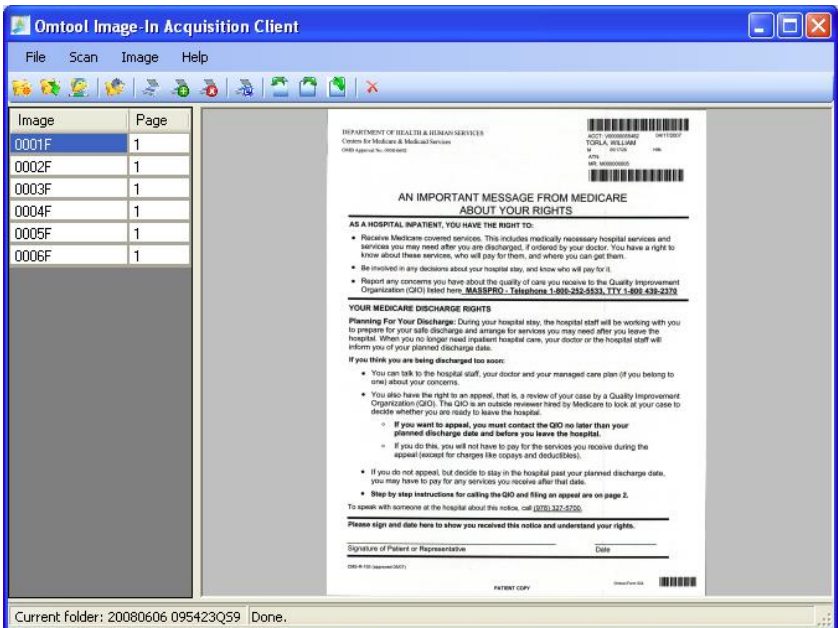 Omtool Image-In Acquisition Client
File Scan Image Help
Image Page
0001F 1
0002F 1
0003F 1
0004F 1
0005F 1
0006F 1
DEPARTMENT OF HEALTH & HUMAN SERVICES
Centers for Medicare & Medicaid Services
OMB Approval No. 0938-0692
TORLA, WILLIAM
AN IMPORTANT MESSAGE FROM MEDICARE
ABOUT YOUR RIGHTS
AS A HOSPITAL INPATIENT, YOU HAVE THE RIGHT TO:
• Receive Medicare covered services. This includes medically necessary hospital services and
services you may need after you are discharged, if ordered by your doctor. You have a right to
know about these services, who will pay for them, and where you can get them.
• Be involved in any decisions about your hospital stay, and know who will pay for it.
• Report any concerns you have about the quality of care you receive to the Quality Improvement
Organization (QIO) listed here MASSPRO - Telephone 1-800-252-5533, TTY 1-800 439-2370
YOUR MEDICARE DISCHARGE RIGHTS
Planning For Your Discharge: During your hospital stay, the hospital staff will be working with you
to prepare for your safe discharge and arrange for services you may need after you leave the
hospital. When you no longer need inpatient hospital care, your doctor or the hospital staff will
inform you of your planned discharge date.
If you think you are being discharged too soon:
• You can talk to the hospital staff, your doctor and your managed care plan (if you belong to
one) about your concerns.
• You also have the right to an appeal, that is, a review of your case by a Quality Improvement
Organization (QIO). The QIO is an outside reviewer hired by Medicare to look at your case to
decide whether you are ready to leave the hospital.
◦ If you want to appeal, you must contact the QIO no later than your
planned discharge date and before you leave the hospital.
◦ If you do this, you will not have to pay for the services you receive during the
appeal (except for charges like copays and deductibles).
• If you do not appeal, but decide to stay in the hospital past your planned discharge date,
you may have to pay for any services you receive after that date.
• Step by step instructions for calling the QIO and filing an appeal are on page 2.
To speak with someone at the hospital about this notice, call (978) 327-5700.
Please sign and date here to show you received this notice and understand your rights.
Signature of Patient or Representative Date
PATIENT COPY
Current folder: 20080606 095423Q59 Done.